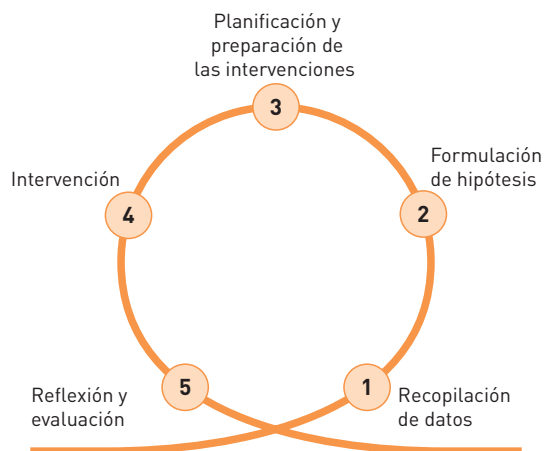 Planificación y
preparación de
las intervenciones
3
Formulación
de hipótesis
2
Intervención
4
5
Reflexión y
evaluación
1
Recopilación
de datos